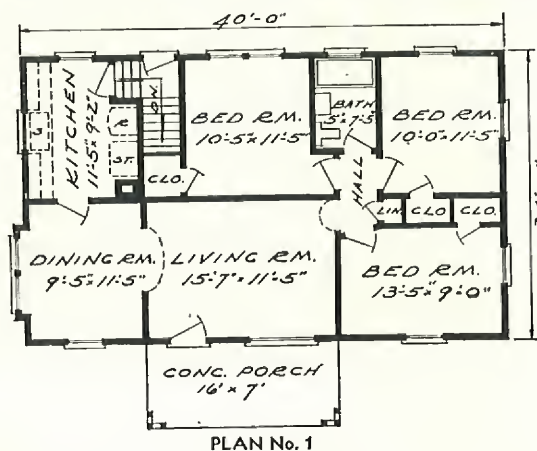 40'-0"
KITCHEN
11'-5"x 9'-2"
S
R
ST.
DN.
BED RM.
10'-5"x 11'-5"
BATH
5'x 7'-5"
BED RM.
10'-0"x 11'-5"
CLO.
HALL
LIN.
CLO
CLO.
DINING RM.
9'-5"x 11'-5"
LIVING RM.
15'-7"x 11'-5"
BED RM.
13'-5"x 9'-0"
CONC. PORCH
16' x 7'
PLAN No. 1